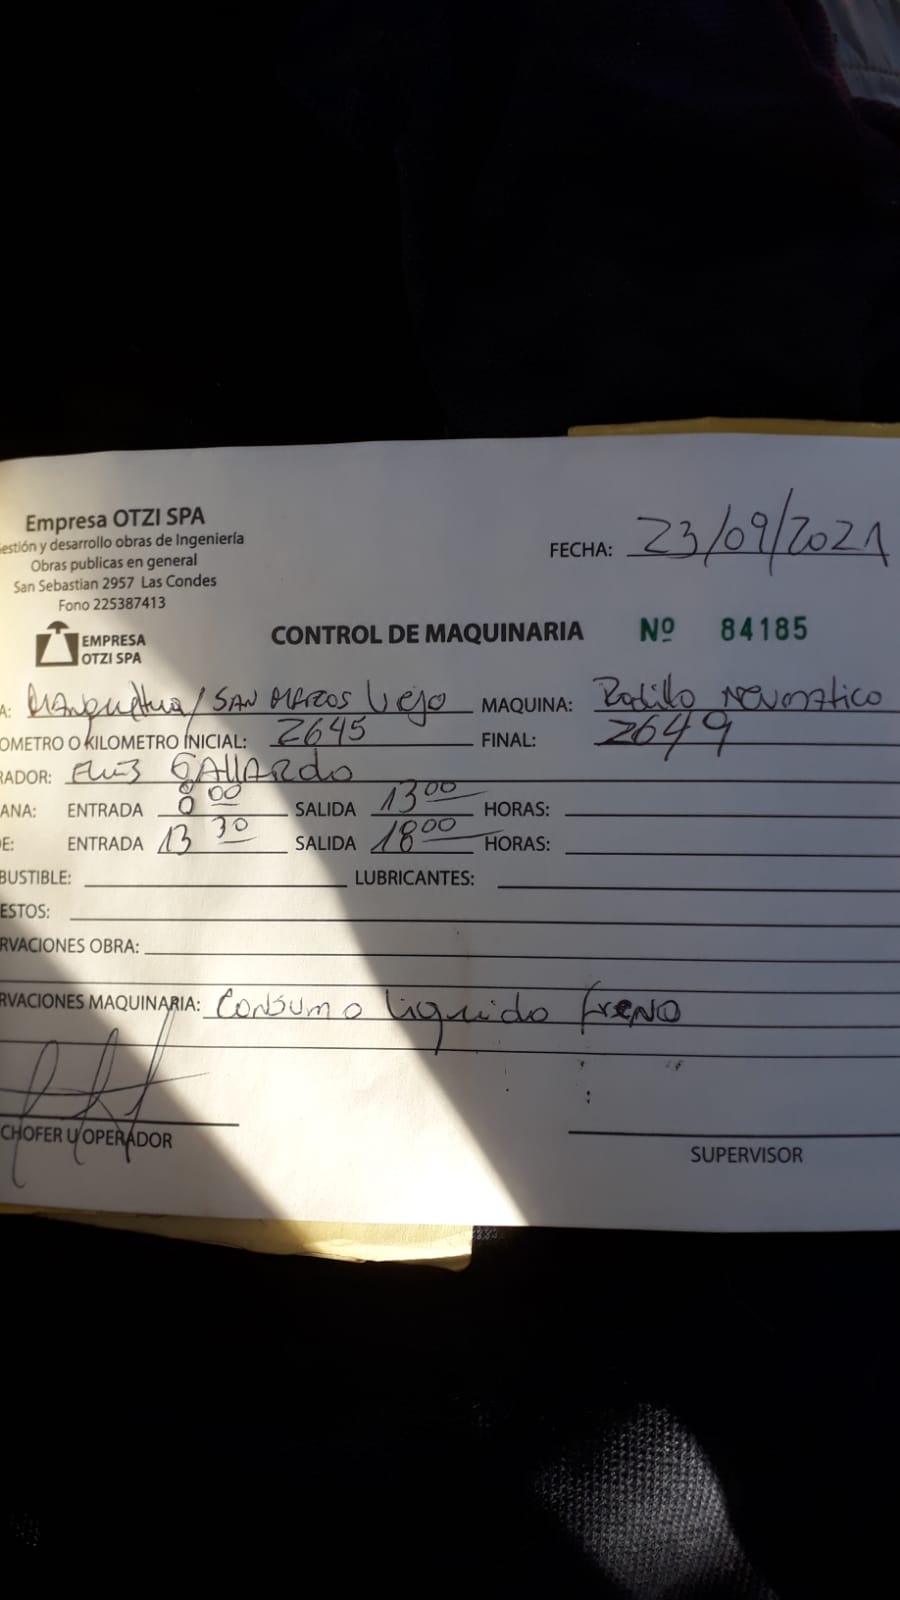 Empresa OTZI SPA
estión y desarrollo obras de Ingeniería
Obras publicas en general
San Sebastian 2957 Las Condes
Fono 225387413
FECHA: 23/09/2021
EMPRESA
OTZI SPA
CONTROL DE MAQUINARIA Nº 84185
A: / SAN MARCOS Viejo MAQUINA: Rodillo Neumatico
OMETRO O KILOMETRO INICIAL: 2645 FINAL: 2649
RADOR: GALLARDO
ANA: ENTRADA 8 00 SALIDA 13 00 HORAS:
E: ENTRADA 13 30 SALIDA 18 00 HORAS:
BUSTIBLE: LUBRICANTES:
ESTOS:
RVACIONES OBRA:
RVACIONES MAQUINARIA: Consumo liquido freno
CHOFER U OPERADOR
SUPERVISOR